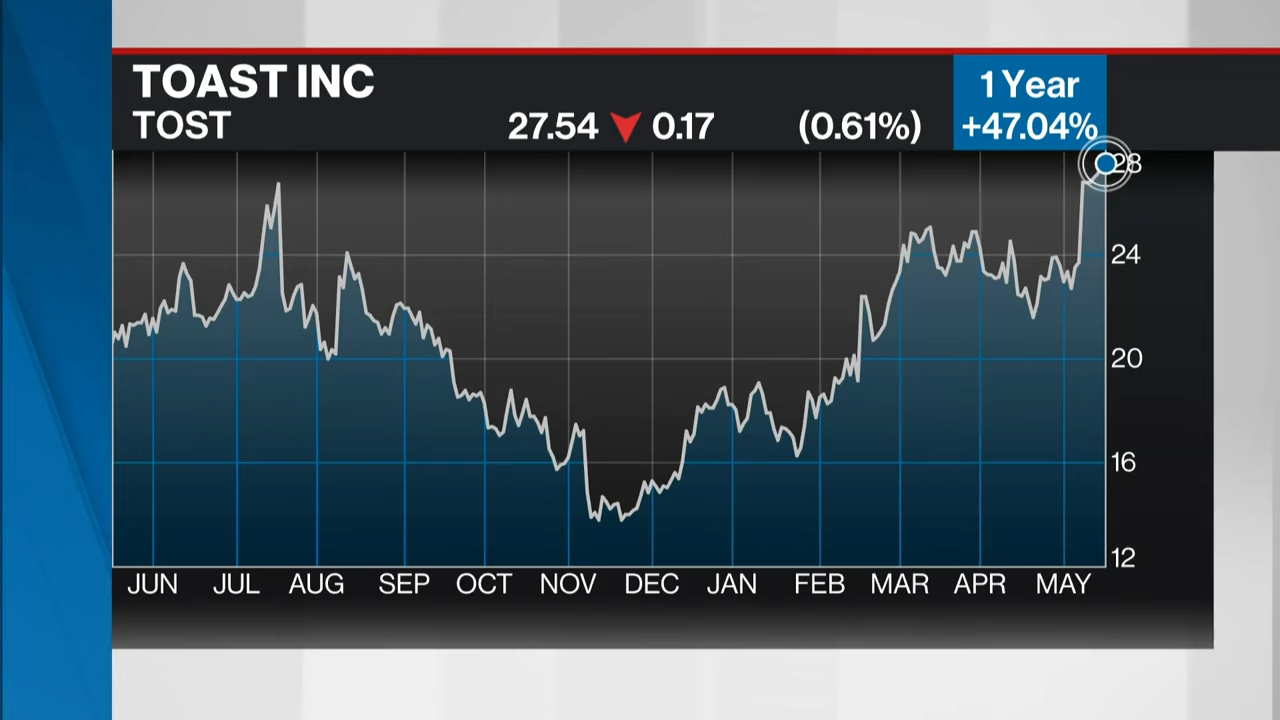 TOAST INC
TOST 27.54 ▼ 0.17 (0.61%)
1 Year
+47.04%
28
24
20
16
12
JUN JUL AUG SEP OCT NOV DEC JAN FEB MAR APR MAY